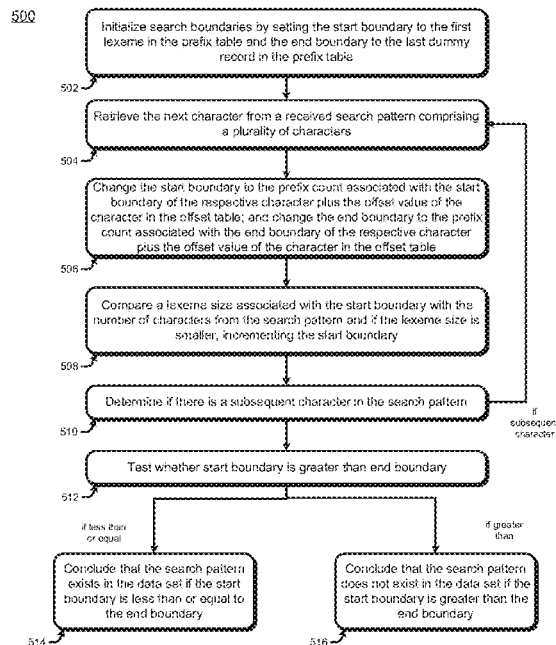 500
Initialize search boundaries by setting the start boundary to the first
lexeme in the prefix table and the end boundary to the last dummy
record in the prefix table
502
Retrieve the next character from a received search pattern comprising
a plurality of characters
504
Change the start boundary to the prefix count associated with the start
boundary of the respective character plus the offset value of the
character in the offset table; and change the end boundary to the prefix
count associated with the end boundary of the respective character
plus the offset value of the character in the offset table
506
Compare a lexeme size associated with the start boundary with the
number of characters from the search pattern and if the lexeme size is
smaller, incrementing the start boundary
508
Determine if there is a subsequent character in the search pattern
510
if
subsequent
character
Test whether start boundary is greater than end boundary
512
if less than
or equal
if greater
than
Conclude that the search pattern
exists in the data set if the start
boundary is less than or equal to
the end boundary
514
Conclude that the search pattern
does not exist in the data set if the
start boundary is greater than the
end boundary
516